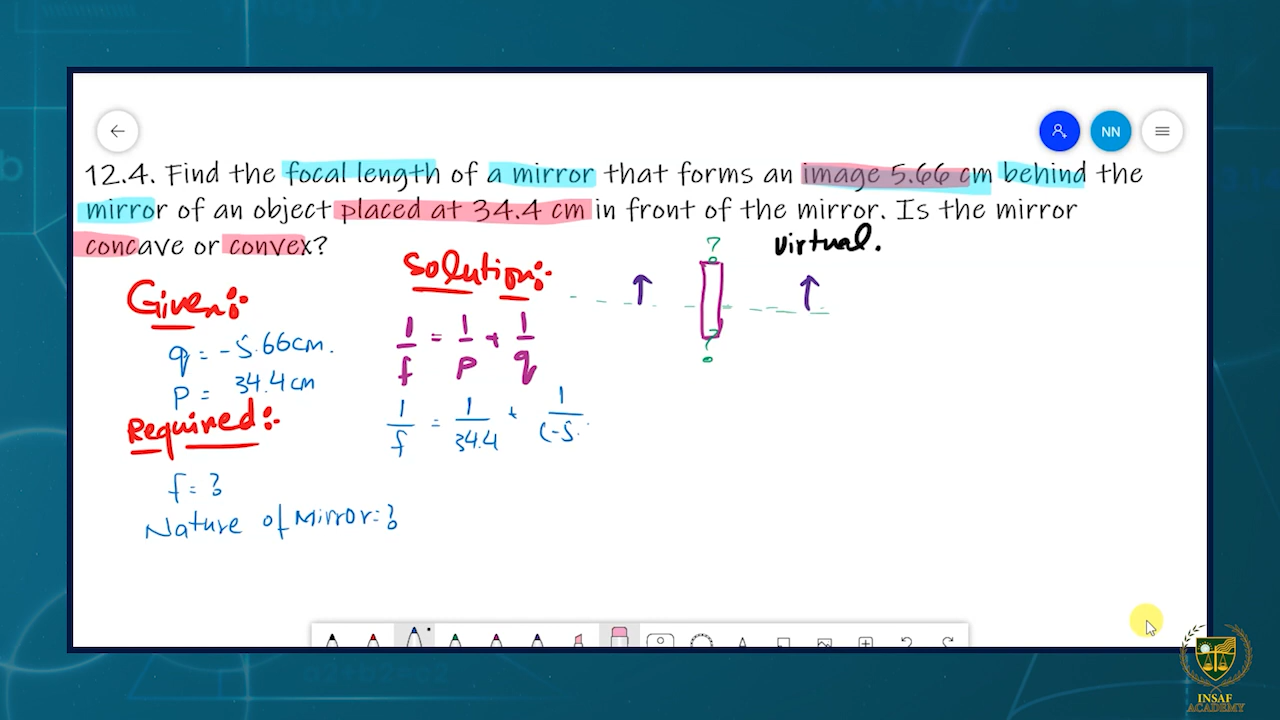 NN
12.4. Find the focal length of a mirror that forms an image 5.66 cm behind the
mirror of an object placed at 34.4 cm in front of the mirror. Is the mirror
concave or convex?
virtual.
?
Solution:-
Given:-
1/f = 1/p + 1/q
q = -5.66cm.
?
P = 34.4cm
1/f = 1/34.4 + 1/(-5.
Required:-
f = ?
Nature of Mirror = ?
INSAF
ACADEMY